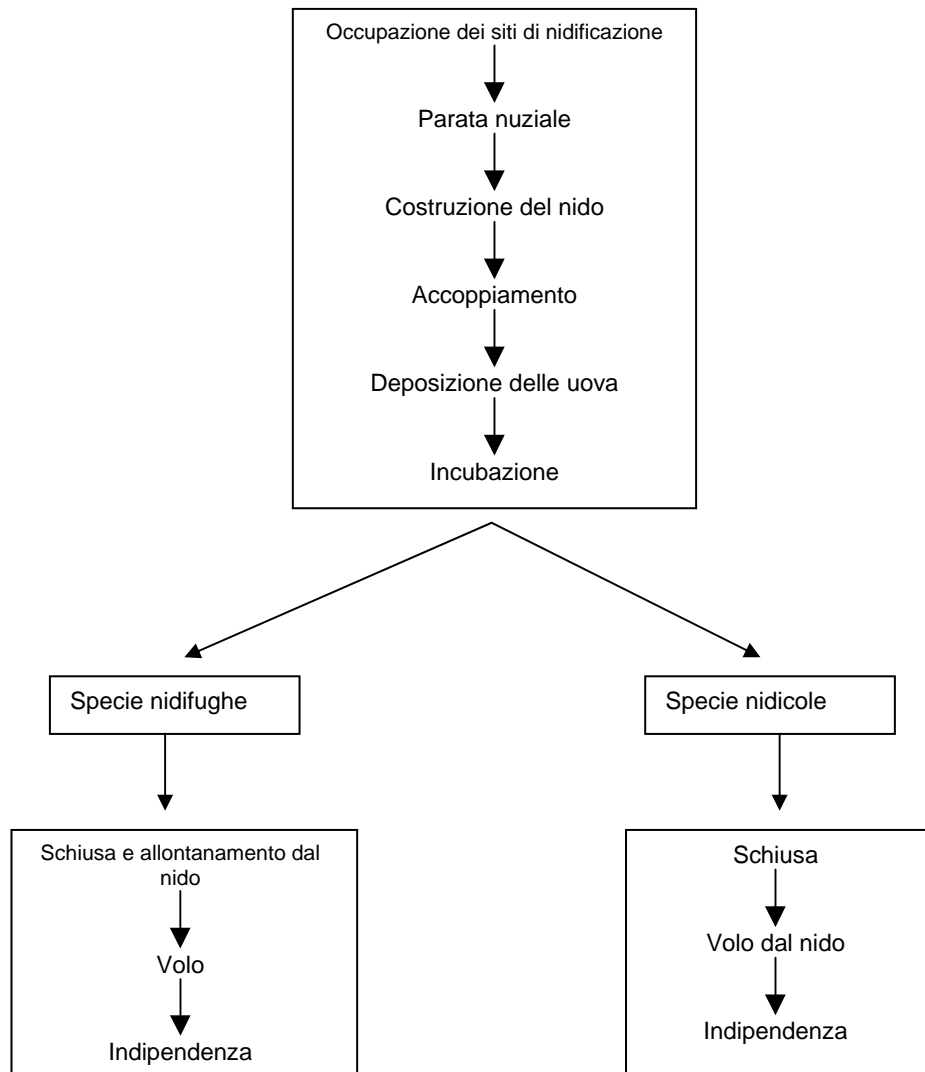 Occupazione dei siti di nidificazione
Parata nuziale
Costruzione del nido
Accoppiamento
Deposizione delle uova
Incubazione
Specie nidifughe
Specie nidicole
Schiusa e allontanamento dal
nido
Volo
Indipendenza
Schiusa
Volo dal nido
Indipendenza